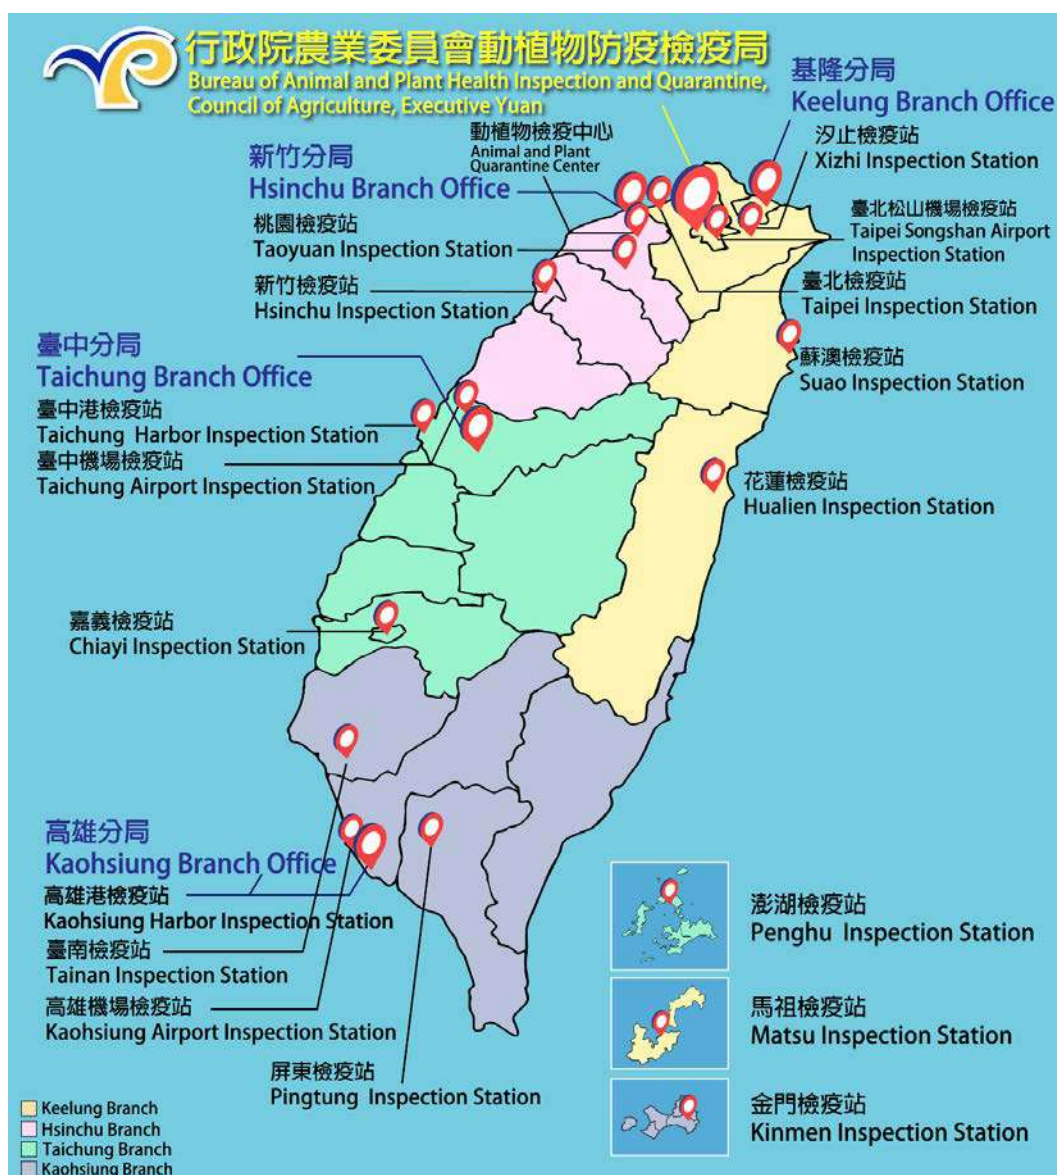 行政院農業委員會動植物防疫檢疫局
Bureau of Animal and Plant Health Inspection and Quarantine,
Council of Agriculture, Executive Yuan
基隆分局
Keelung Branch Office
汐止檢疫站
Xizhi Inspection Station
動植物檢疫中心
Animal and Plant
Quarantine Center
新竹分局
Hsinchu Branch Office
桃園檢疫站
Taoyuan Inspection Station
新竹檢疫站
Hsinchu Inspection Station
臺北松山機場檢疫站
Taipei Songshan Airport
Inspection Station
臺北檢疫站
Taipei Inspection Station
蘇澳檢疫站
Suao Inspection Station
臺中分局
Taichung Branch Office
臺中港檢疫站
Taichung Harbor Inspection Station
臺中機場檢疫站
Taichung Airport Inspection Station
花蓮檢疫站
Hualien Inspection Station
嘉義檢疫站
Chiayi Inspection Station
高雄分局
Kaohsiung Branch Office
高雄港檢疫站
Kaohsiung Harbor Inspection Station
臺南檢疫站
Tainan Inspection Station
高雄機場檢疫站
Kaohsiung Airport Inspection Station
屏東檢疫站
Pingtung Inspection Station
澎湖檢疫站
Penghu Inspection Station
馬祖檢疫站
Matsu Inspection Station
金門檢疫站
Kinmen Inspection Station
Keelung Branch
Hsinchu Branch
Taichung Branch
Kaohsiung Branch